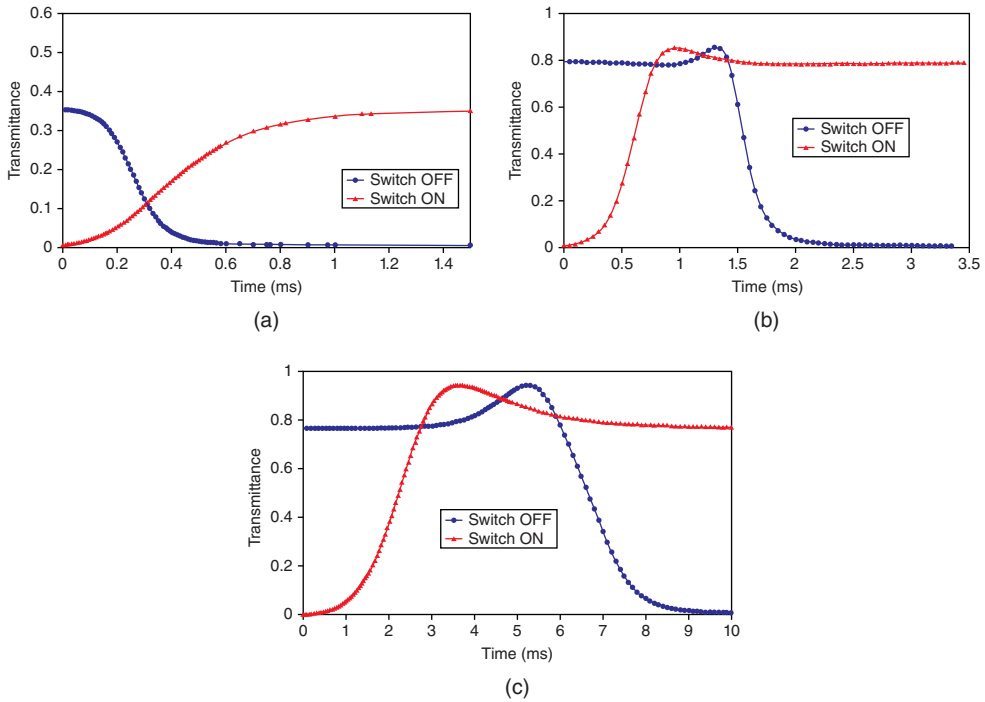 0.6
0.5
0.4
0.3
0.2
0.1
0
Transmittance
Switch OFF
Switch ON
0 0.2 0.4 0.6 0.8 1 1.2 1.4
Time (ms)
(a)
1
0.8
0.6
0.4
0.2
0
Transmittance
Switch OFF
Switch ON
0 0.5 1 1.5 2 2.5 3 3.5
Time (ms)
(b)
1
0.8
0.6
0.4
0.2
0
Transmittance
Switch OFF
Switch ON
0 1 2 3 4 5 6 7 8 9 10
Time (ms)
(c)